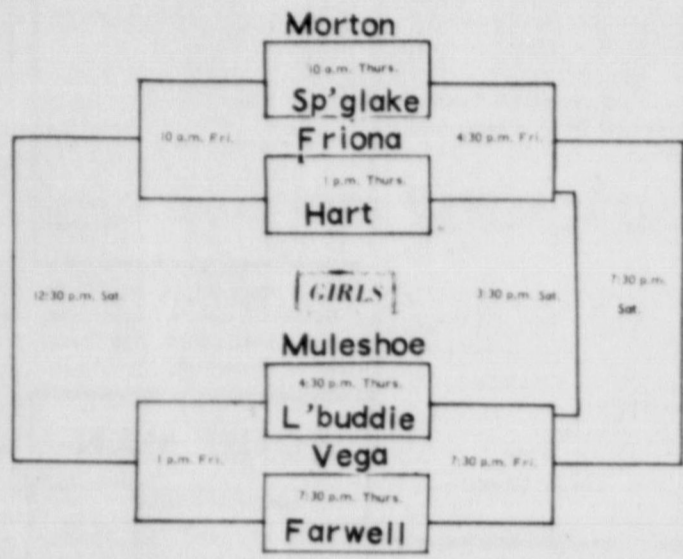 Morton
10 a.m. Thurs.
Sp'glake
10 a.m. Fri.
Friona
4:30 p.m. Fri.
1 p.m. Thurs.
Hart
12:30 p.m. Sat.
GIRLS
3:30 p.m. Sat.
7:30 p.m.
Sat.
Muleshoe
4:30 p.m. Thurs.
L'buddie
1 p.m. Fri.
Vega
7:30 p.m. Fri.
7:30 p.m. Thurs.
Farwell